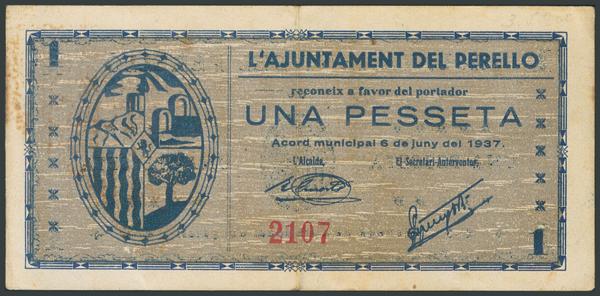 1
L'AJUNTAMENT DEL PERELLO
reconeix a favor del portador
UNA PESSETA
Acord municipal 6 de juny del 1937.
L'Alcalde, El Secretari-Anterventor,
2107
1